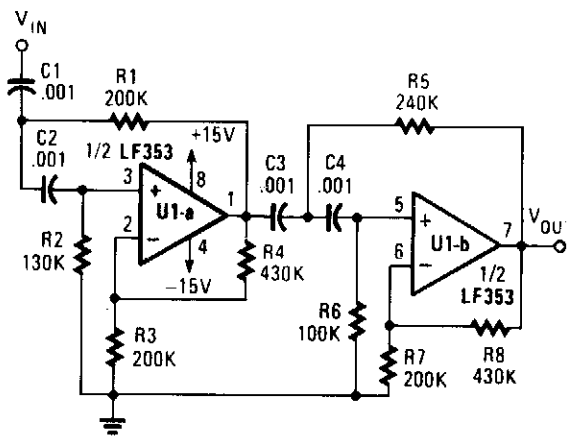 VIN
C1
.001
R1
200K
R5
240K
C2
.001
1/2 LF353
+15V
C3
.001
C4
.001
3
+
8
U1-a
1
2
−
4
−15V
R2
130K
R4
430K
R3
200K
5
+
U1-b
7
VOU
6
−
1/2
LF353
R6
100K
R7
200K
R8
430K